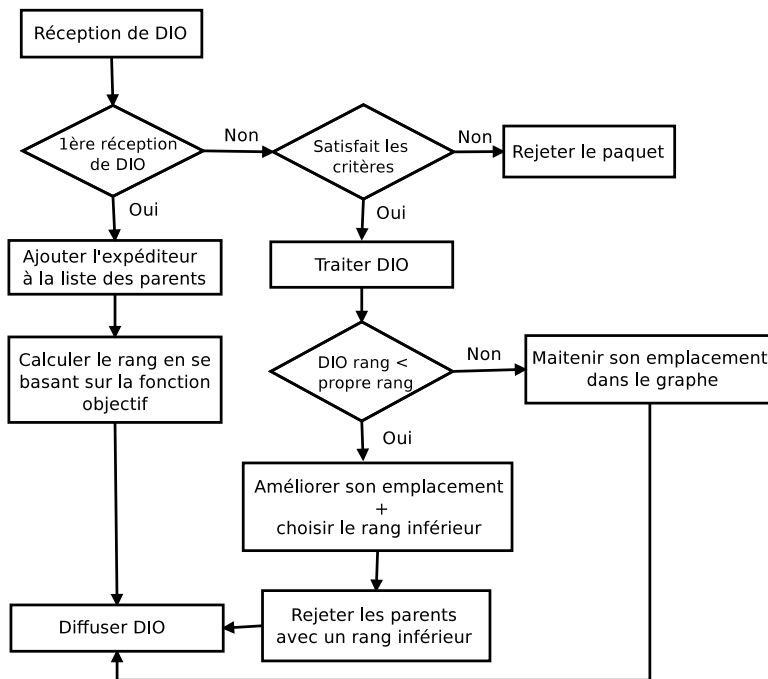 Réception de DIO
1ère réception
de DIO
Non
Satisfait les
critères
Non
Rejeter le paquet
Oui
Oui
Ajouter l'expéditeur
à la liste des parents
Traiter DIO
Calculer le rang en se
basant sur la fonction
objectif
DIO rang <
propre rang
Non
Maitenir son emplacement
dans le graphe
Oui
Améliorer son emplacement
+
choisir le rang inférieur
Diffuser DIO
Rejeter les parents
avec un rang inférieur